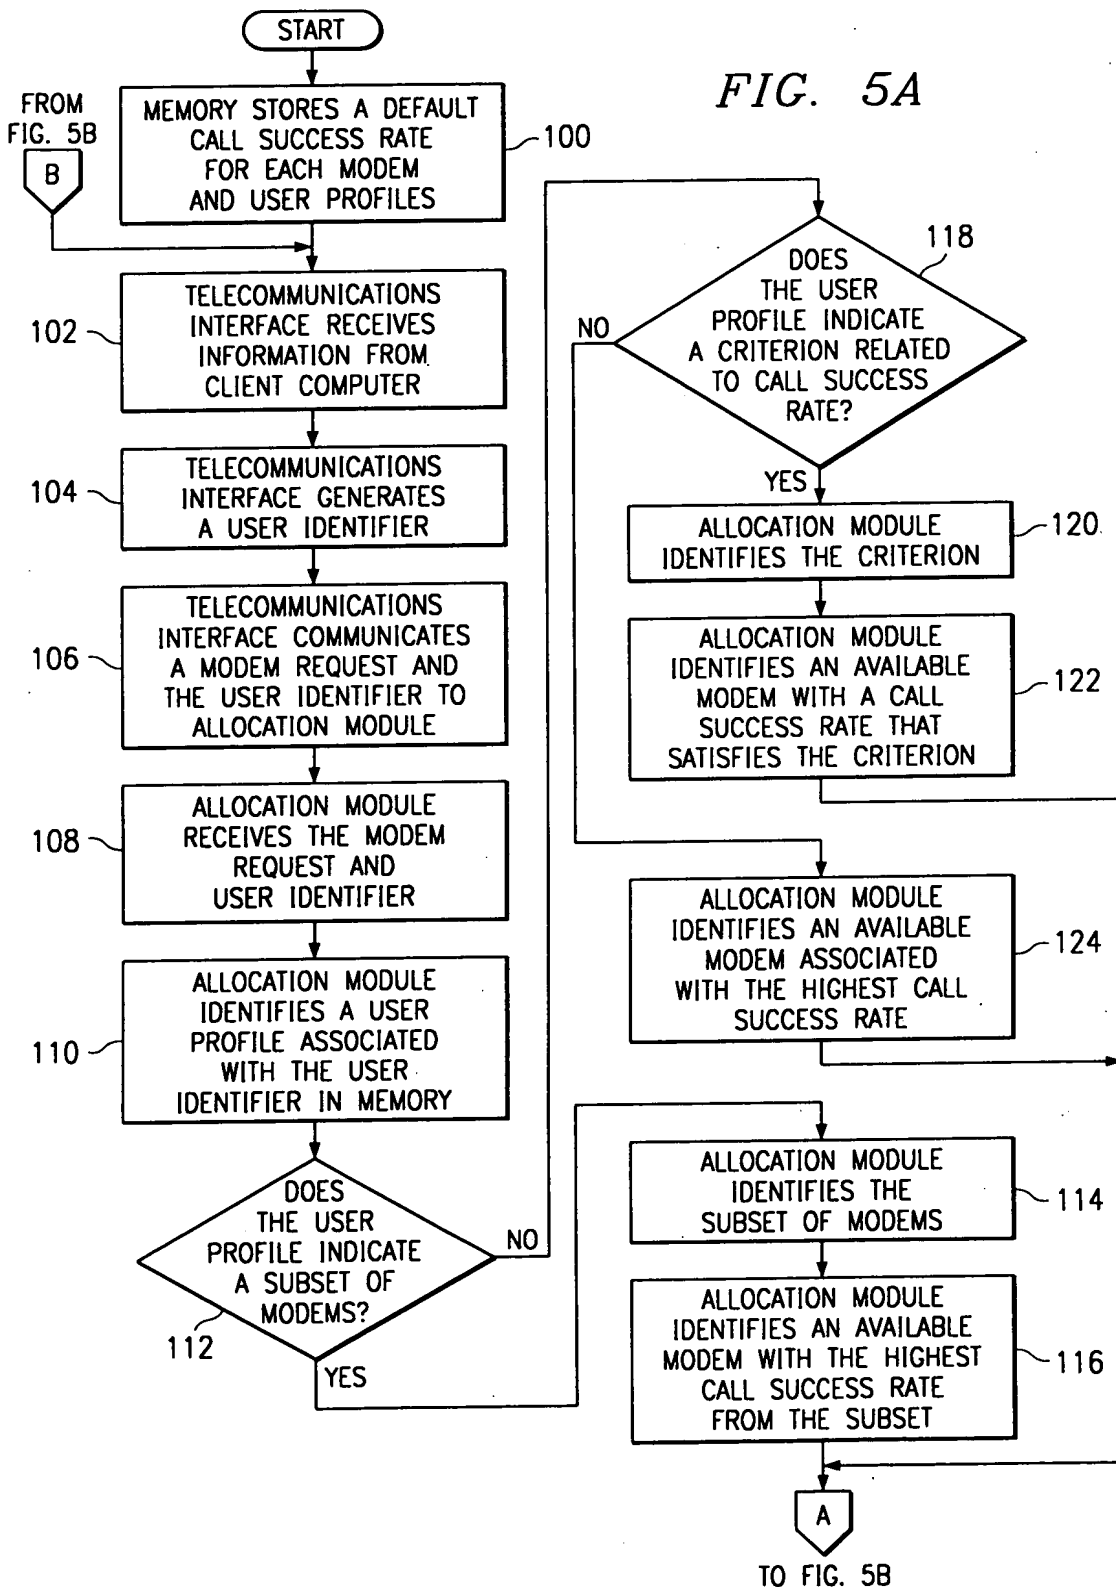 START
FIG. 5A
FROM
FIG. 5B
B
MEMORY STORES A DEFAULT
CALL SUCCESS RATE
FOR EACH MODEM
AND USER PROFILES
100
TELECOMMUNICATIONS
INTERFACE RECEIVES
INFORMATION FROM
CLIENT COMPUTER
102
TELECOMMUNICATIONS
INTERFACE GENERATES
A USER IDENTIFIER
104
TELECOMMUNICATIONS
INTERFACE COMMUNICATES
A MODEM REQUEST AND
THE USER IDENTIFIER TO
ALLOCATION MODULE
106
ALLOCATION MODULE
RECEIVES THE MODEM
REQUEST AND
USER IDENTIFIER
108
ALLOCATION MODULE
IDENTIFIES A USER
PROFILE ASSOCIATED
WITH THE USER
IDENTIFIER IN MEMORY
110
DOES
THE USER
PROFILE INDICATE
A SUBSET OF
MODEMS?
112
NO
YES
DOES
THE USER
PROFILE INDICATE
A CRITERION RELATED
TO CALL SUCCESS
RATE?
118
NO
YES
ALLOCATION MODULE
IDENTIFIES THE CRITERION
120
ALLOCATION MODULE
IDENTIFIES AN AVAILABLE
MODEM WITH A CALL
SUCCESS RATE THAT
SATISFIES THE CRITERION
122
ALLOCATION MODULE
IDENTIFIES AN AVAILABLE
MODEM ASSOCIATED
WITH THE HIGHEST CALL
SUCCESS RATE
124
ALLOCATION MODULE
IDENTIFIES THE
SUBSET OF MODEMS
114
ALLOCATION MODULE
IDENTIFIES AN AVAILABLE
MODEM WITH THE HIGHEST
CALL SUCCESS RATE
FROM THE SUBSET
116
A
TO FIG. 5B